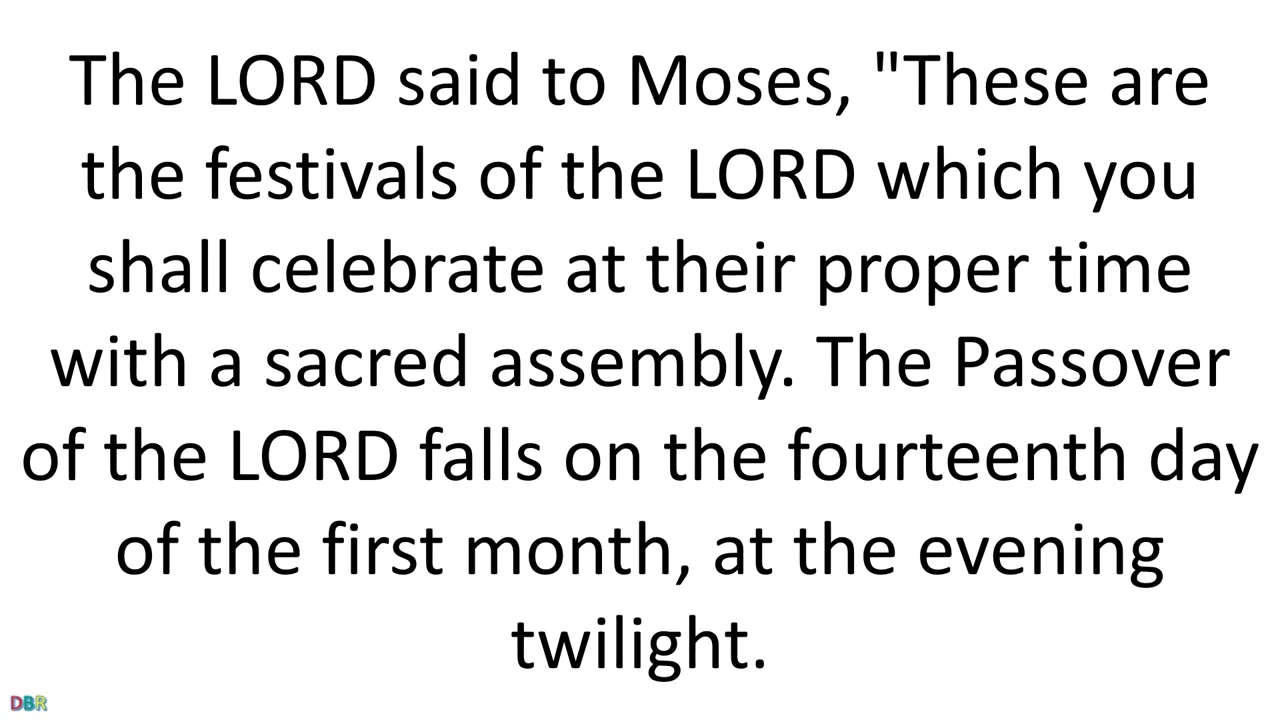 The LORD said to Moses, "These are
the festivals of the LORD which you
shall celebrate at their proper time
with a sacred assembly. The Passover
of the LORD falls on the fourteenth day
of the first month, at the evening
twilight.
DBR